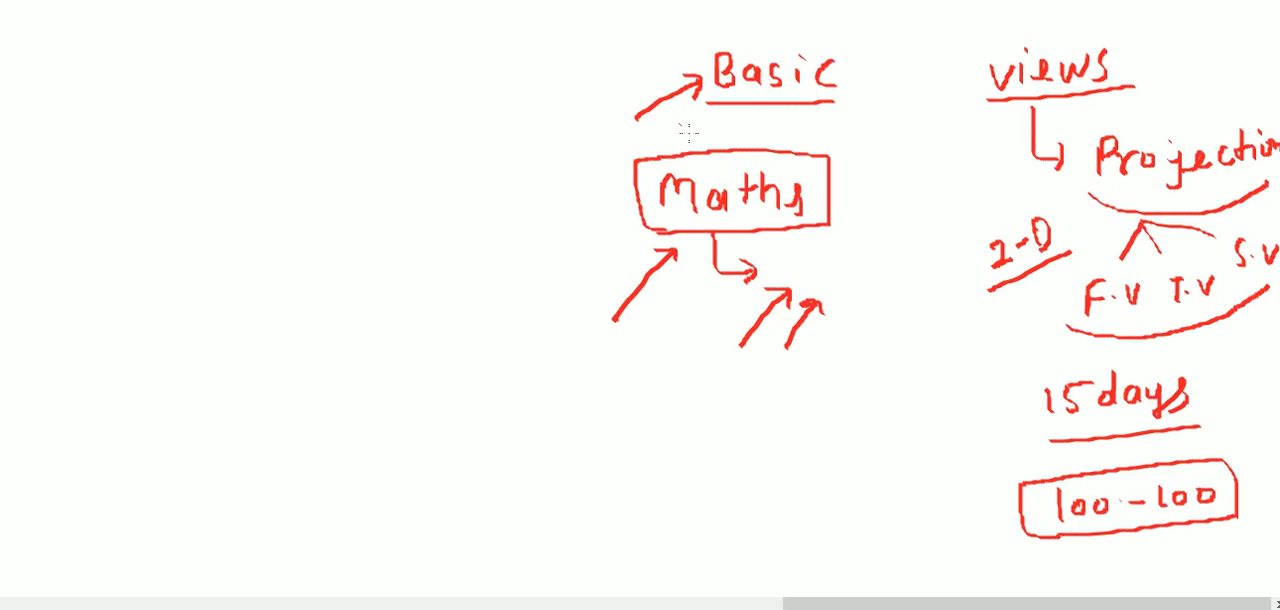 Basic
Maths
views
Projection
2-D
F.V T.V S.V
15 days
100-100